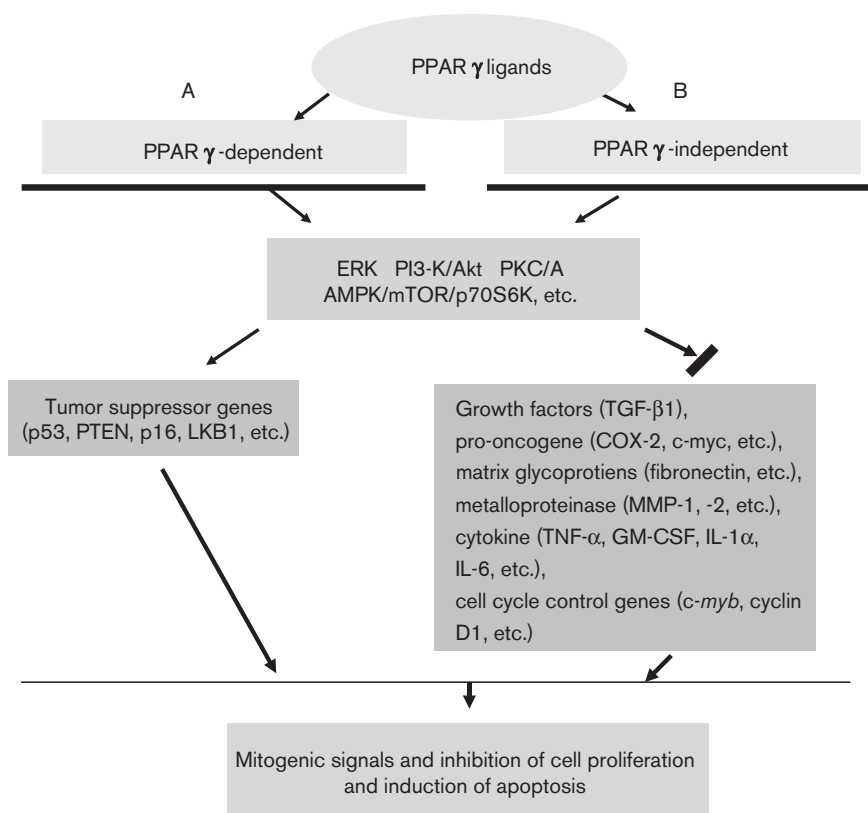 PPAR γ ligands
A
B
PPAR γ-dependent
PPAR γ-independent
ERK PI3-K/Akt PKC/A
AMPK/mTOR/p70S6K, etc.
Tumor suppressor genes
(p53, PTEN, p16, LKB1, etc.)
Growth factors (TGF-β1),
pro-oncogene (COX-2, c-myc, etc.),
matrix glycoprotiens (fibronectin, etc.),
metalloproteinase (MMP-1, -2, etc.),
cytokine (TNF-α, GM-CSF, IL-1α,
IL-6, etc.),
cell cycle control genes (c-myb, cyclin
D1, etc.)
Mitogenic signals and inhibition of cell proliferation
and induction of apoptosis